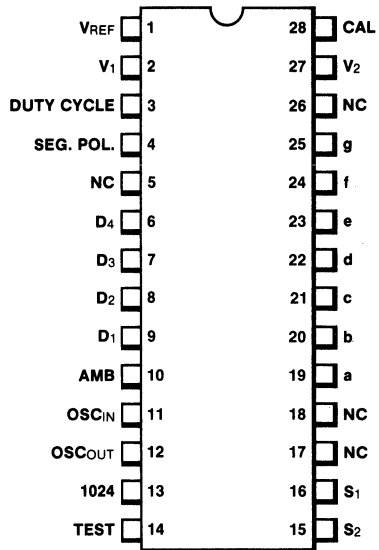 VREF 1 28 CAL
V1 2 27 V2
DUTY CYCLE 3 26 NC
SEG. POL. 4 25 g
NC 5 24 f
D4 6 23 e
D3 7 22 d
D2 8 21 c
D1 9 20 b
AMB 10 19 a
OSCIN 11 18 NC
OSCOUT 12 17 NC
1024 13 16 S1
TEST 14 15 S2